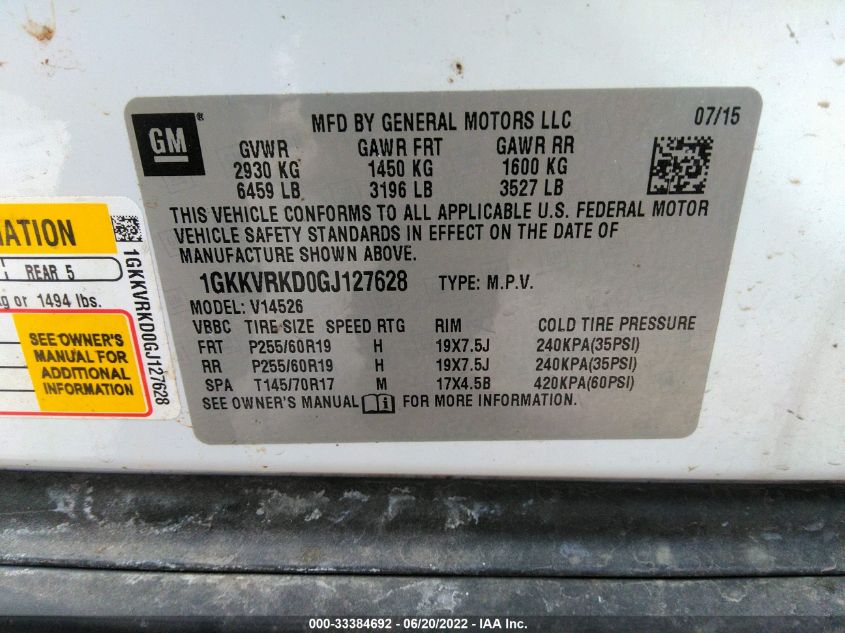 GM®
MFD BY GENERAL MOTORS LLC
07/15
GVWR GAWR FRT GAWR RR
2930 KG 1450 KG 1600 KG
6459 LB 3196 LB 3527 LB
THIS VEHICLE CONFORMS TO ALL APPLICABLE U.S. FEDERAL MOTOR
VEHICLE SAFETY STANDARDS IN EFFECT ON THE DATE OF
MANUFACTURE SHOWN ABOVE.
1GKKVRKD0GJ127628 TYPE: M.P.V.
MODEL: V14526
VBBC TIRE SIZE SPEED RTG RIM COLD TIRE PRESSURE
FRT P255/60R19 H 19X7.5J 240KPA(35PSI)
RR P255/60R19 H 19X7.5J 240KPA(35PSI)
SPA T145/70R17 M 17X4.5B 420KPA(60PSI)
SEE OWNER'S MANUAL i FOR MORE INFORMATION.
MATION
REAR 5
kg or 1494 lbs.
SEE OWNER'S
MANUAL FOR
ADDITIONAL
INFORMATION
1GKKVRKD0GJ127628
000-33384692 - 06/20/2022 - IAA Inc.